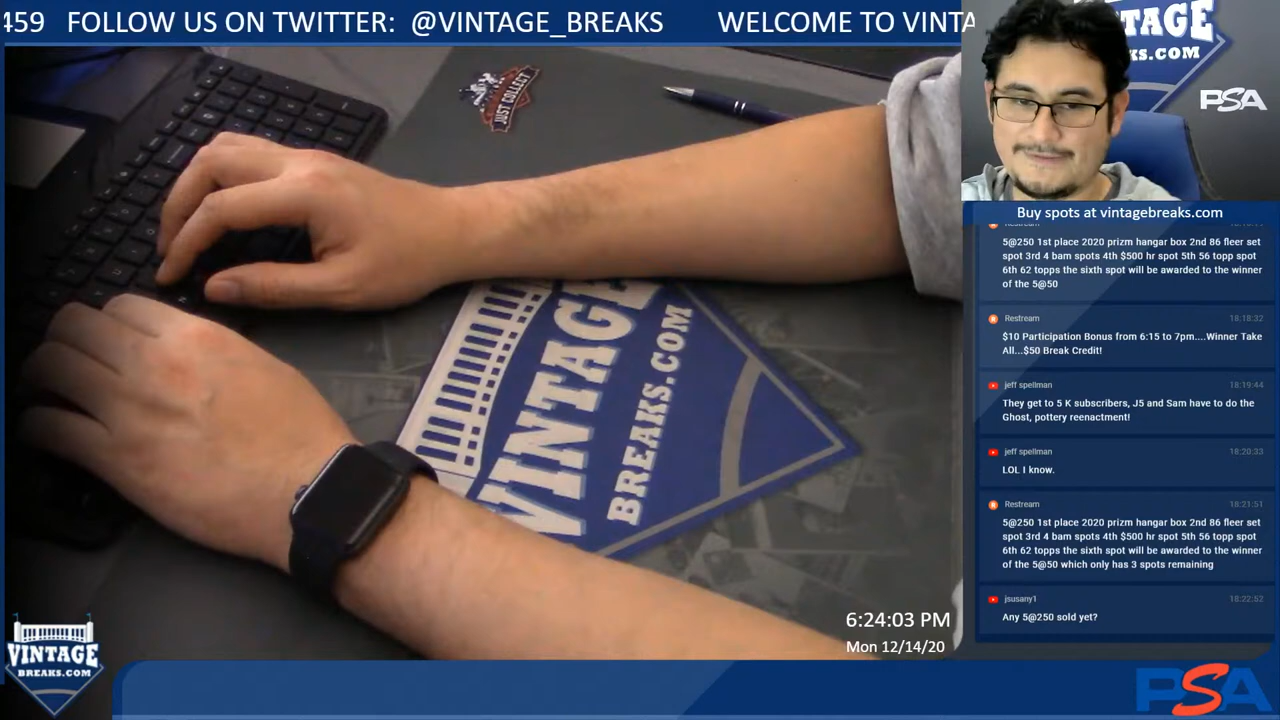 459 FOLLOW US ON TWITTER: @VINTAGE_BREAKS WELCOME TO VINTA
TAGE
KS.COM
PSA
JUST COLLECT
Buy spots at vintagebreaks.com
5@250 1st place 2020 prizm hangar box 2nd 86 fleer set
spot 3rd 4 bam spots 4th $500 hr spot 5th 56 topp spot
6th 62 topps the sixth spot will be awarded to the winner
of the 5@50
Restream 18:18:32
$10 Participation Bonus from 6:15 to 7pm....Winner Take
All...$50 Break Credit!
jeff spellman 18:19:44
They get to 5 K subscribers, J5 and Sam have to do the
Ghost, pottery reenactment!
jeff spellman 18:20:33
LOL I know.
Restream 18:21:51
5@250 1st place 2020 prizm hangar box 2nd 86 fleer set
spot 3rd 4 bam spots 4th $500 hr spot 5th 56 topp spot
6th 62 topps the sixth spot will be awarded to the winner
of the 5@50 which only has 3 spots remaining
jsusany1 18:22:52
Any 5@250 sold yet?
VINTAGE
BREAKS.COM
6:24:03 PM
Mon 12/14/20
VINTAGE
BREAKS.COM
PSA